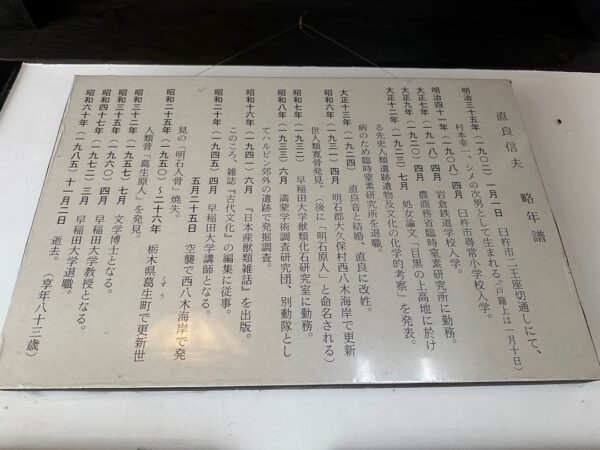 直良信夫　略年譜
明治三十五年（一九〇二）一月一日　臼杵市二王座切通しにて、
村本幸一、シメの次男として生まれる。(戸籍上は一月十日)
明治四十一年（一九〇八）四月　臼杵市尋常小学校入学。
岩倉鉄道学校入学。
大正七年（一九一八）四月
大正九年（一九二〇）四月　農商務省臨時窒素研究所に勤務。
大正十二年（一九二三）七月　処女論文「目黒の上高地に於け
る先史人類遺跡遺物及文化の化学的考察」を発表。
病のため臨時窒素研究所を退職。
大正十三年（一九二四）　直良音と結婚、直良に改姓。
昭和六年（一九三一）四月　明石郡大久保村西八木海岸で更新
世人類寛骨発見。（後に「明石原人」と命名される）
昭和七年（一九三二）　早稲田大学獣類化石研究室に勤務。
昭和八年（一九三三）六月　満蒙学術調査研究団、別動隊とし
てハルピン郊外の遺跡で発掘調査。
昭和十六年（一九四一）六月　『日本産獣類雑話』を出版。
このころ、雑誌『古代文化』の編集に従事。
昭和二十年（一九四五）四月　早稲田大学講師となる。
五月二十五日　空襲で西八木海岸で発
見の「明石人骨」焼失。
昭和二十五年（一九五〇）～二十六年　栃木県葛生町で更新世
くずう
人類骨「葛生原人」を発見。
昭和三十二年（一九五七）七月　文学博士となる。
昭和三十五年（一九六〇）四月　早稲田大学教授となる。
昭和四十七年（一九七二）三月　早稲田大学退職。
昭和六十年（一九八五）十一月二日　逝去。（享年八十三歳）